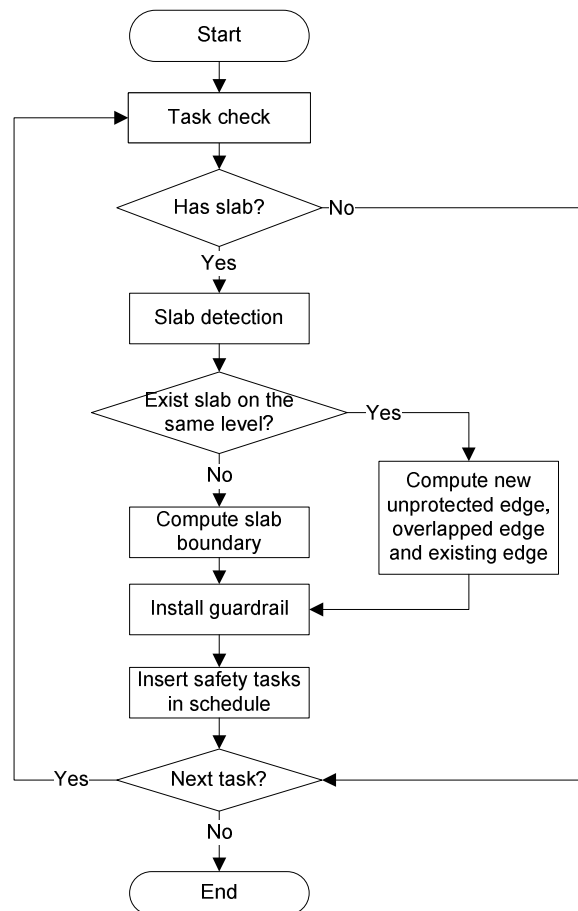 Start
Task check
Has slab?
No
Yes
Slab detection
Exist slab on the
same level?
Yes
No
Compute new
unprotected edge,
overlapped edge
and existing edge
Compute slab
boundary
Install guardrail
Insert safety tasks
in schedule
Next task?
Yes
No
End